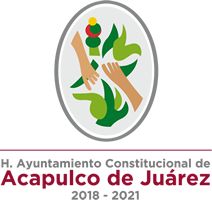 H. Ayuntamiento Constitucional de
Acapulco de Juárez
2018 - 2021